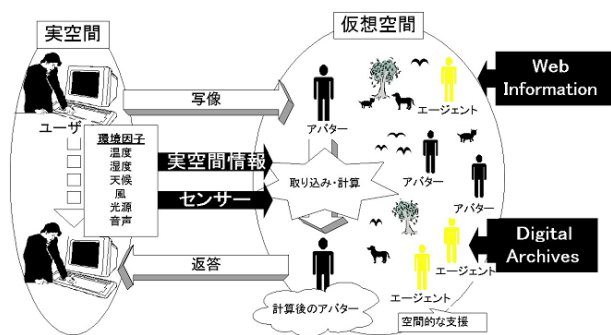 実空間
仮想空間
Web
Information
写像
エージェント
アバター
ユーザ
環境因子
温度
湿度
天候
風
光源
音声
実空間情報
センサー
取り込み・計算
アバター
アバター
Digital
Archives
返答
エージェント
エージェント
計算後のアバター
空間的な支援